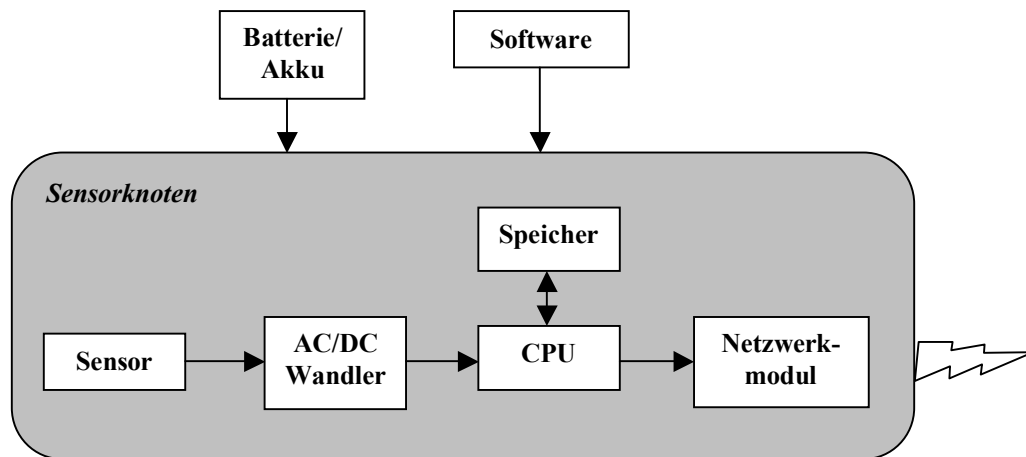 Batterie/
Akku
Software
Sensorknoten
Speicher
Sensor
AC/DC
Wandler
CPU
Netzwerk-
modul